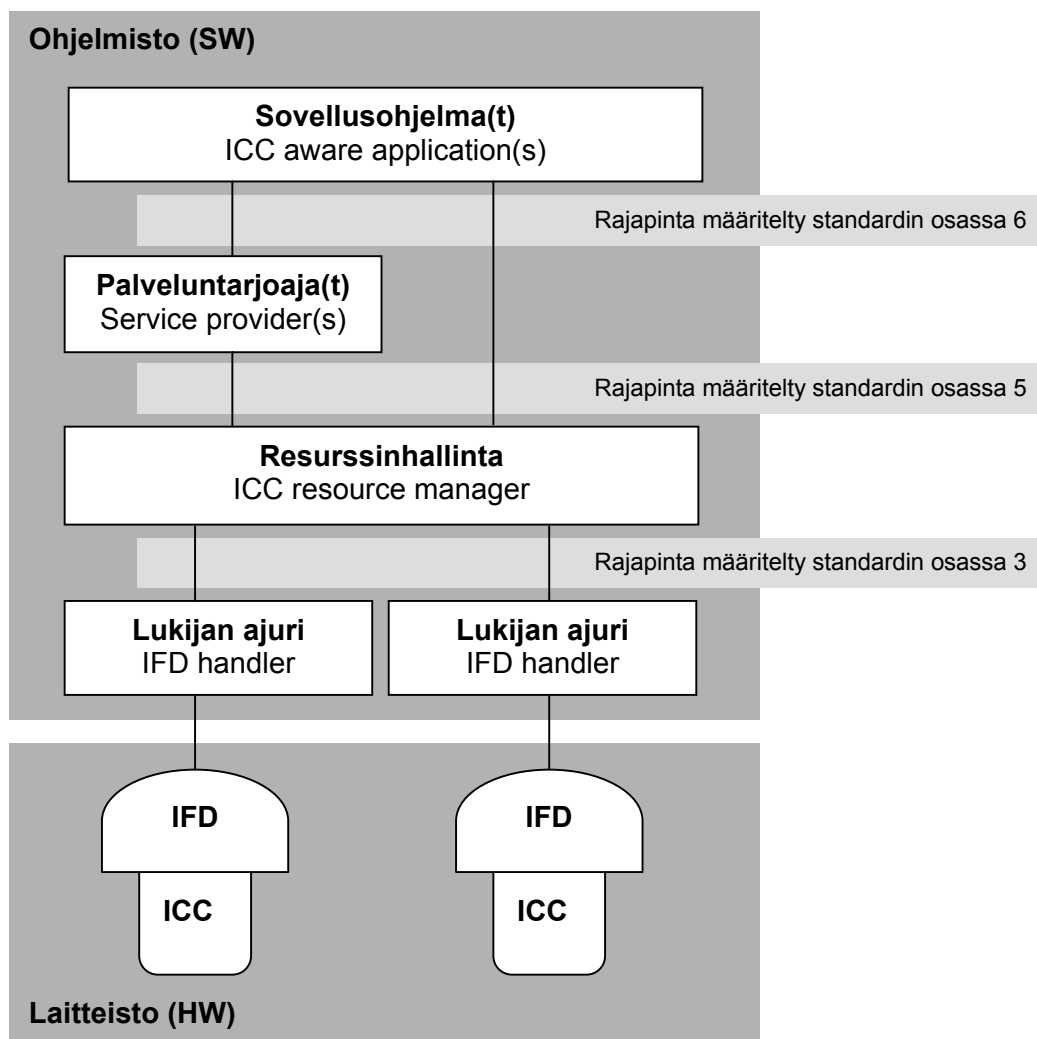 Ohjelmisto (SW)
Sovellusohjelma(t)
ICC aware application(s)
Rajapinta määritelty standardin osassa 6
Palveluntarjoaja(t)
Service provider(s)
Rajapinta määritelty standardin osassa 5
Resurssinhallinta
ICC resource manager
Rajapinta määritelty standardin osassa 3
Lukijan ajuri
IFD handler
Lukijan ajuri
IFD handler
IFD
ICC
IFD
ICC
Laitteisto (HW)